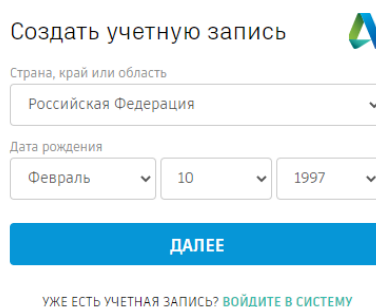 Создать учетную запись
Страна, край или область
Российская Федерация
Дата рождения
Февраль 10 1997
ДАЛЕЕ
УЖЕ ЕСТЬ УЧЕТНАЯ ЗАПИСЬ? ВОЙДИТЕ В СИСТЕМУ